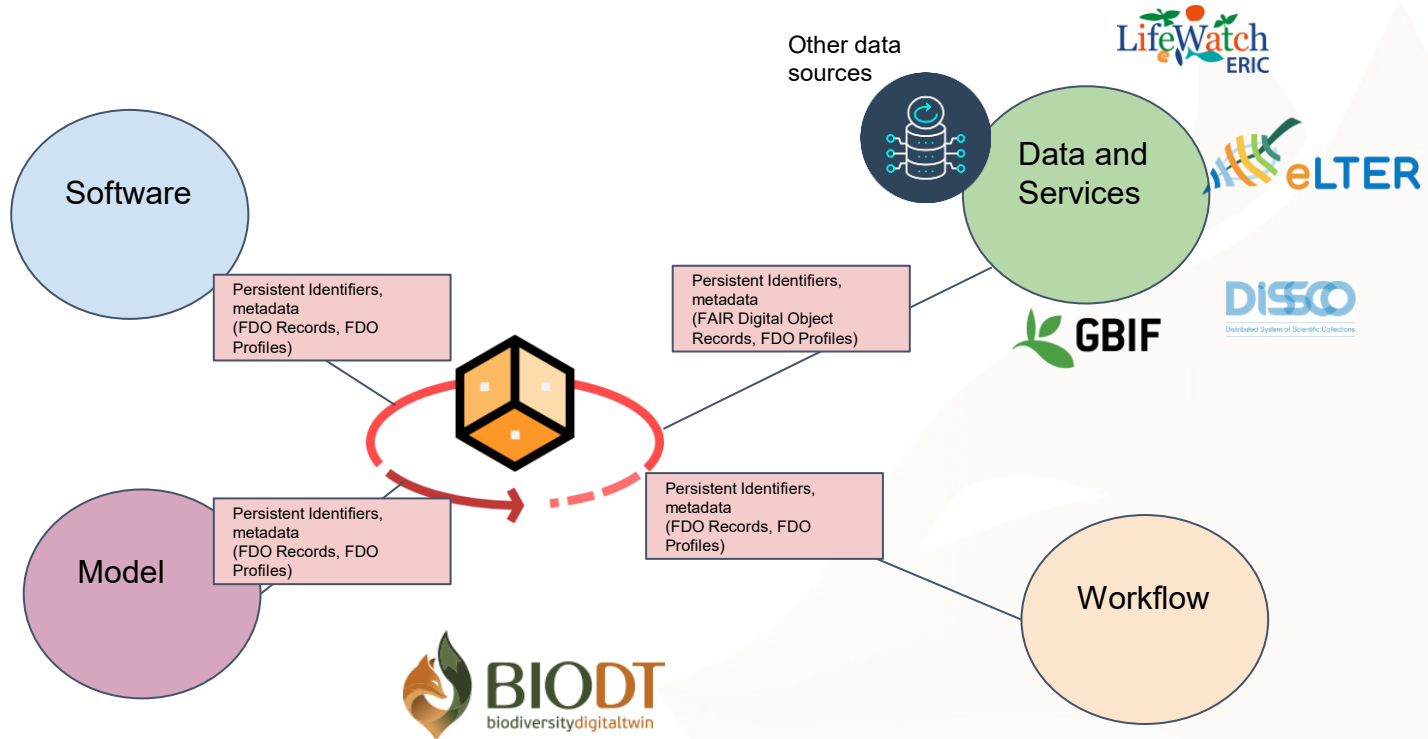 Other data
sources
LifeWatch
ERIC
Software
Data and
Services
eLTER
Persistent Identifiers,
metadata
(FDO Records, FDO
Profiles)
Persistent Identifiers,
metadata
(FAIR Digital Object
Records, FDO Profiles)
DiSSCO
Distributed System of Scientific Collections
GBIF
Persistent Identifiers,
metadata
(FDO Records, FDO
Profiles)
Persistent Identifiers,
metadata
(FDO Records, FDO
Profiles)
Model
Workflow
BIODT
biodiversitydigitaltwin